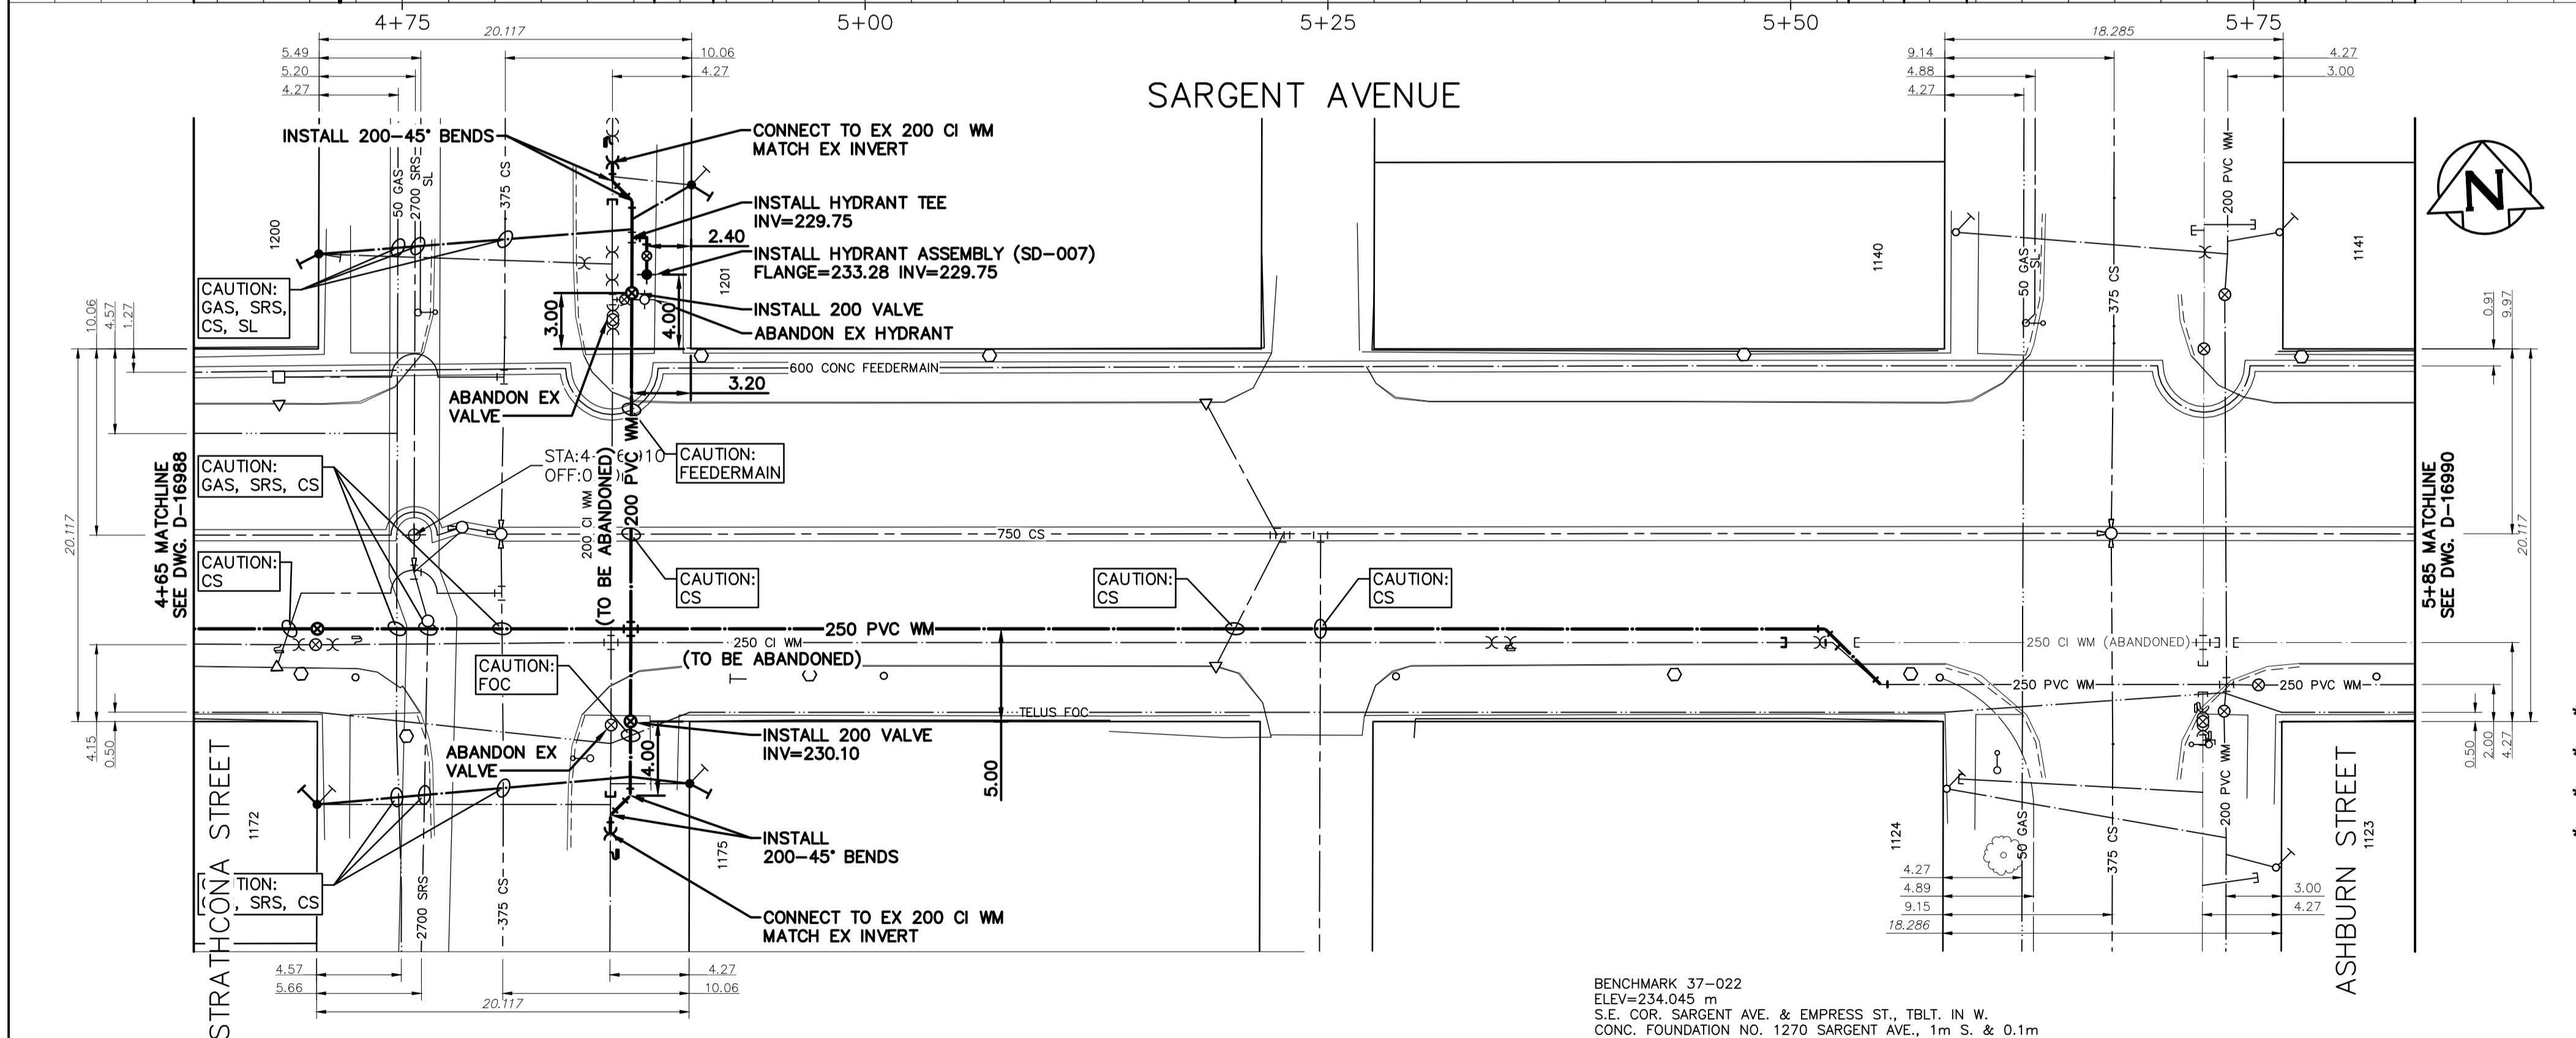 4+75
5+00
5+25
5+50
5+75
20.117
5.49
5.20
4.27
10.06
4.27
18.285
9.14
4.88
4.27
4.27
3.00
SARGENT AVENUE
INSTALL 200-45° BENDS
CONNECT TO EX 200 CI WM
MATCH EX INVERT
50 GAS
2700 SRS
SL
375 CS
INSTALL HYDRANT TEE
INV=229.75
2.40
INSTALL HYDRANT ASSEMBLY (SD-007)
FLANGE=233.28 INV=229.75
INSTALL 200 VALVE
ABANDON EX HYDRANT
1200
1201
1140
1141
50 GAS
SL
375 CS
200 PVC WM
N
CAUTION:
GAS, SRS,
CS, SL
3.00
4.00
10.06
4.57
1.27
0.91
9.97
600 CONC FEEDERMAIN
3.20
ABANDON EX
VALVE
CAUTION:
FEEDERMAIN
STA:4-
OFF:0
200 CI WM
(TO BE ABANDONED)
200 PVC WM
CAUTION:
GAS, SRS, CS
4+65 MATCHLINE
SEE DWG. D-16988
20.117
750 CS
CAUTION:
CS
CAUTION:
CS
CAUTION:
CS
CAUTION:
CS
5+85 MATCHLINE
SEE DWG. D-16990
20.117
250 PVC WM
250 CI WM
(TO BE ABANDONED)
250 CI WM (ABANDONED)
CAUTION:
FOC
250 PVC WM
250 PVC WM
TELUS FOC
4.15
0.50
ABANDON EX
VALVE
INSTALL 200 VALVE
INV=230.10
4.00
5.00
0.50
2.00
4.27
INSTALL
200-45° BENDS
STRATHCONA STREET
1172
1175
1124
1123
ASHBURN STREET
TION:
, SRS, CS
2700 SRS
375 CS
50 GAS
375 CS
200 PVC WM
CONNECT TO EX 200 CI WM
MATCH EX INVERT
4.27
4.89
9.15
18.286
3.00
4.27
4.57
5.66
20.117
4.27
10.06
BENCHMARK 37-022
ELEV=234.045 m
S.E. COR. SARGENT AVE. & EMPRESS ST., TBLT. IN W.
CONC. FOUNDATION NO. 1270 SARGENT AVE., 1m S. & 0.1m